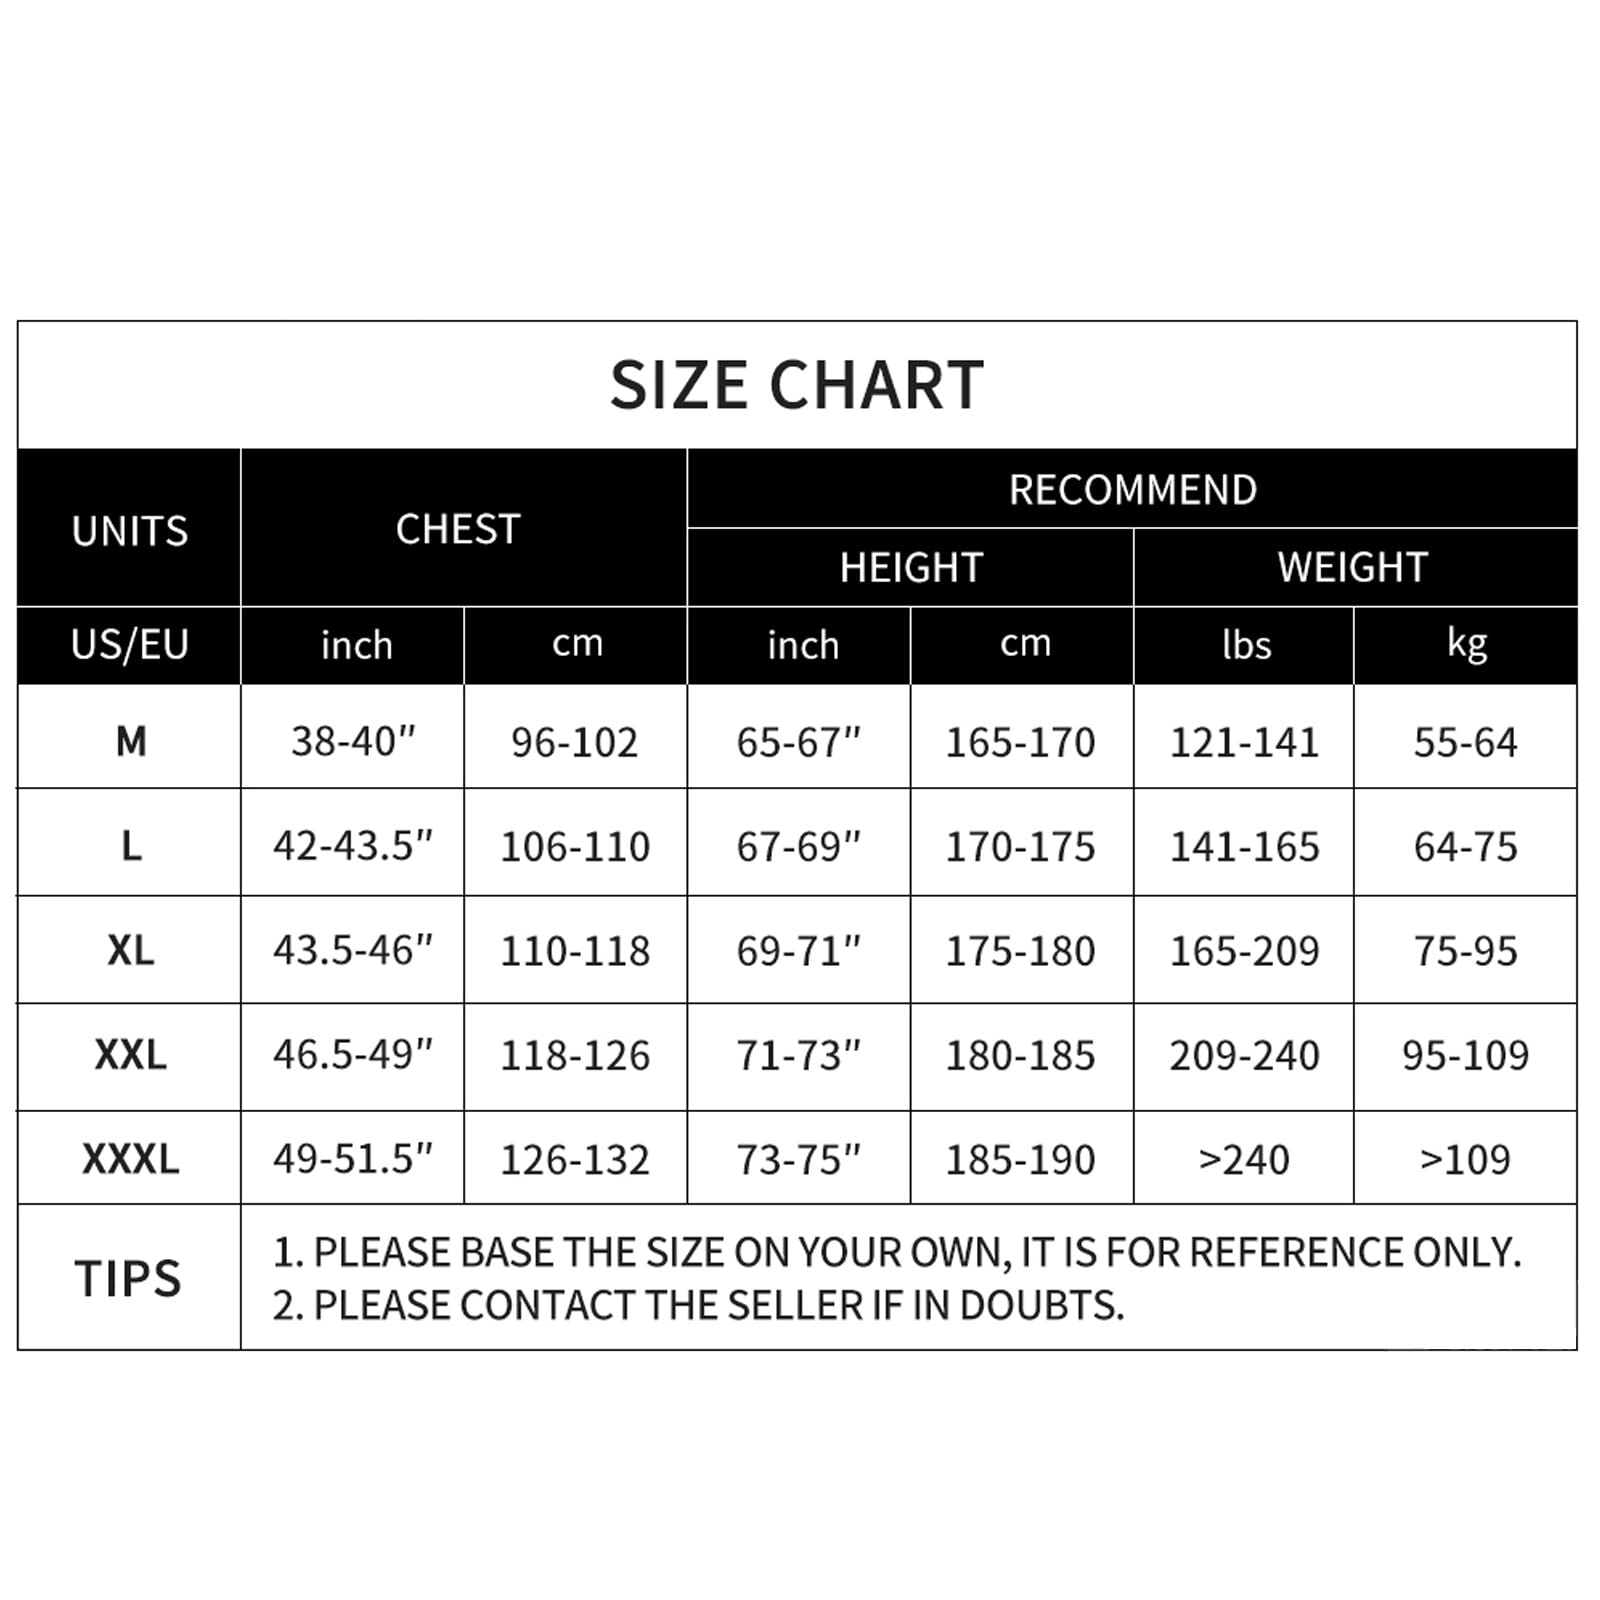 SIZE CHART
UNITS CHEST RECOMMEND
HEIGHT WEIGHT
US/EU inch cm inch cm lbs kg
M 38-40″ 96-102 65-67″ 165-170 121-141 55-64
L 42-43.5″ 106-110 67-69″ 170-175 141-165 64-75
XL 43.5-46″ 110-118 69-71″ 175-180 165-209 75-95
XXL 46.5-49″ 118-126 71-73″ 180-185 209-240 95-109
XXXL 49-51.5″ 126-132 73-75″ 185-190 >240 >109
TIPS
1. PLEASE BASE THE SIZE ON YOUR OWN, IT IS FOR REFERENCE ONLY.
2. PLEASE CONTACT THE SELLER IF IN DOUBTS.